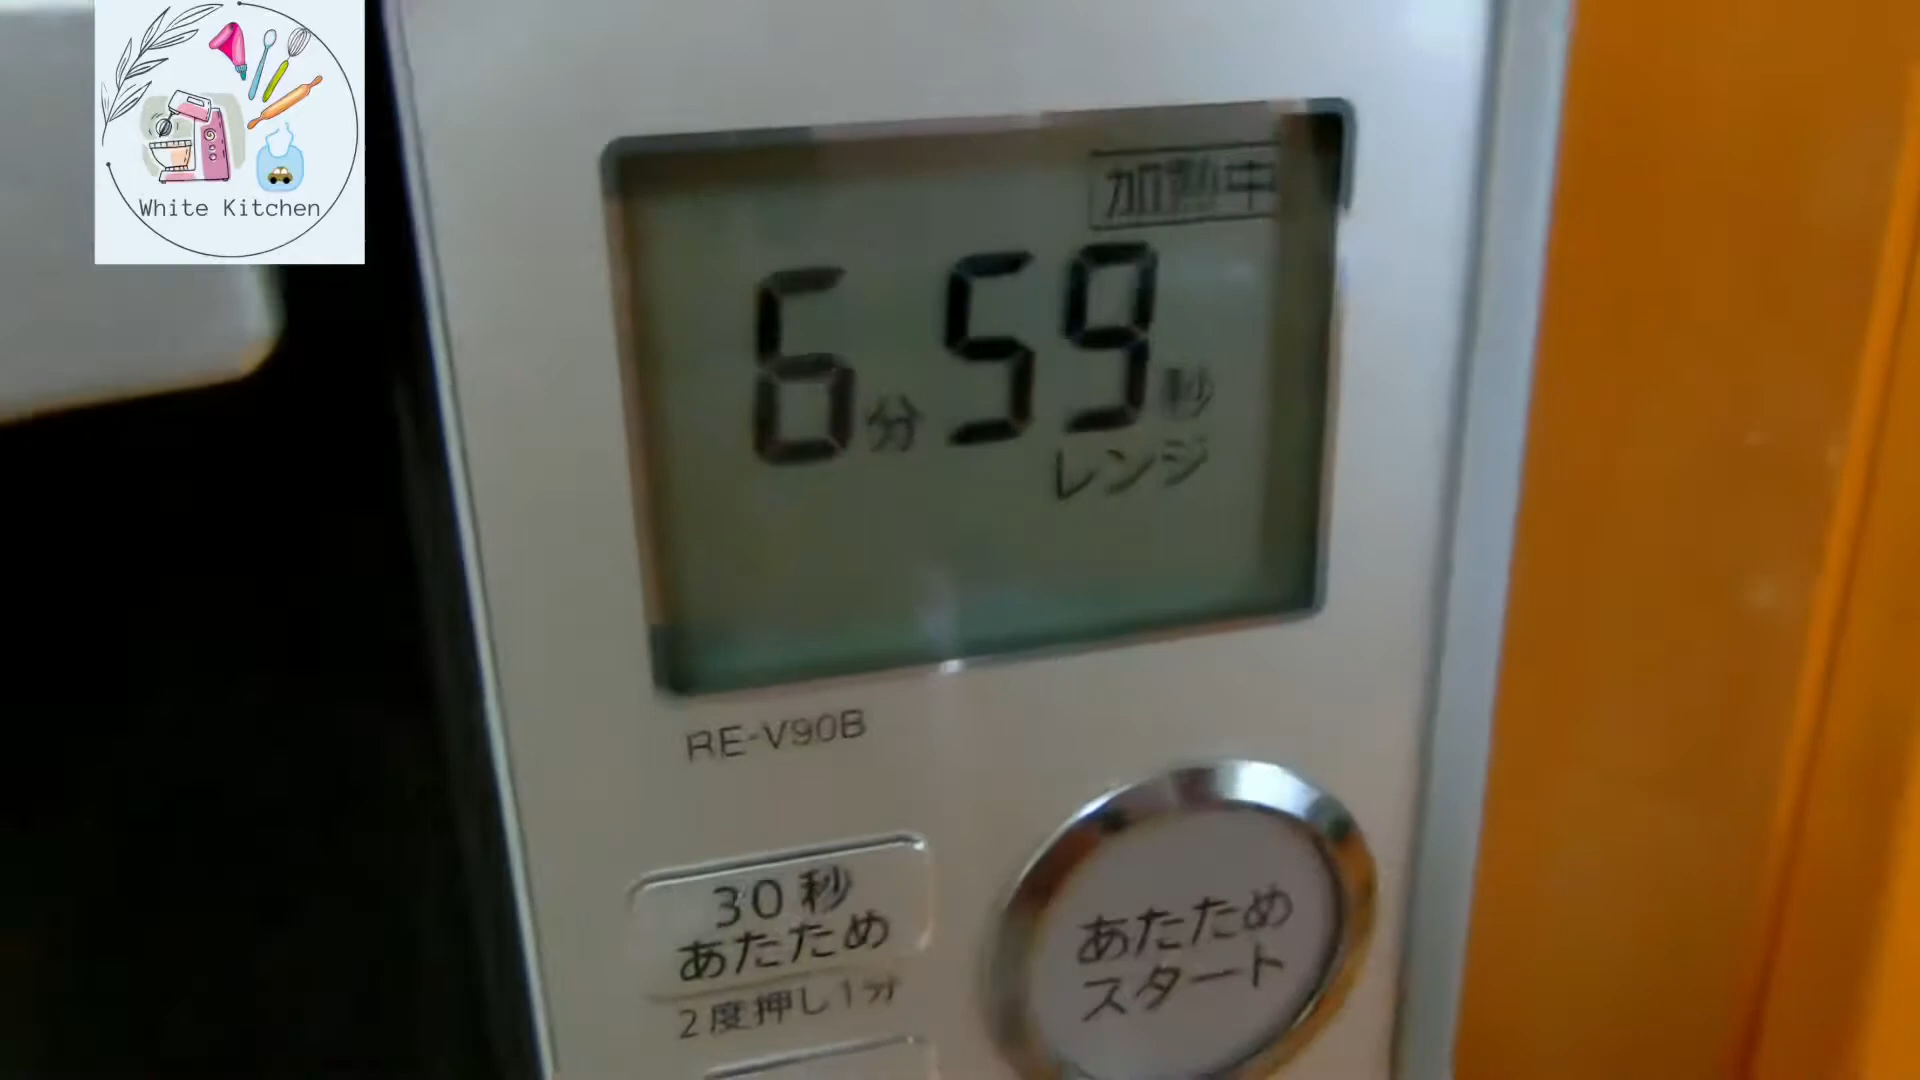 White Kitchen
加熱中
6分59秒
レンジ
RE-V90B
30秒
あたため
2度押し1分
あたため
スタート